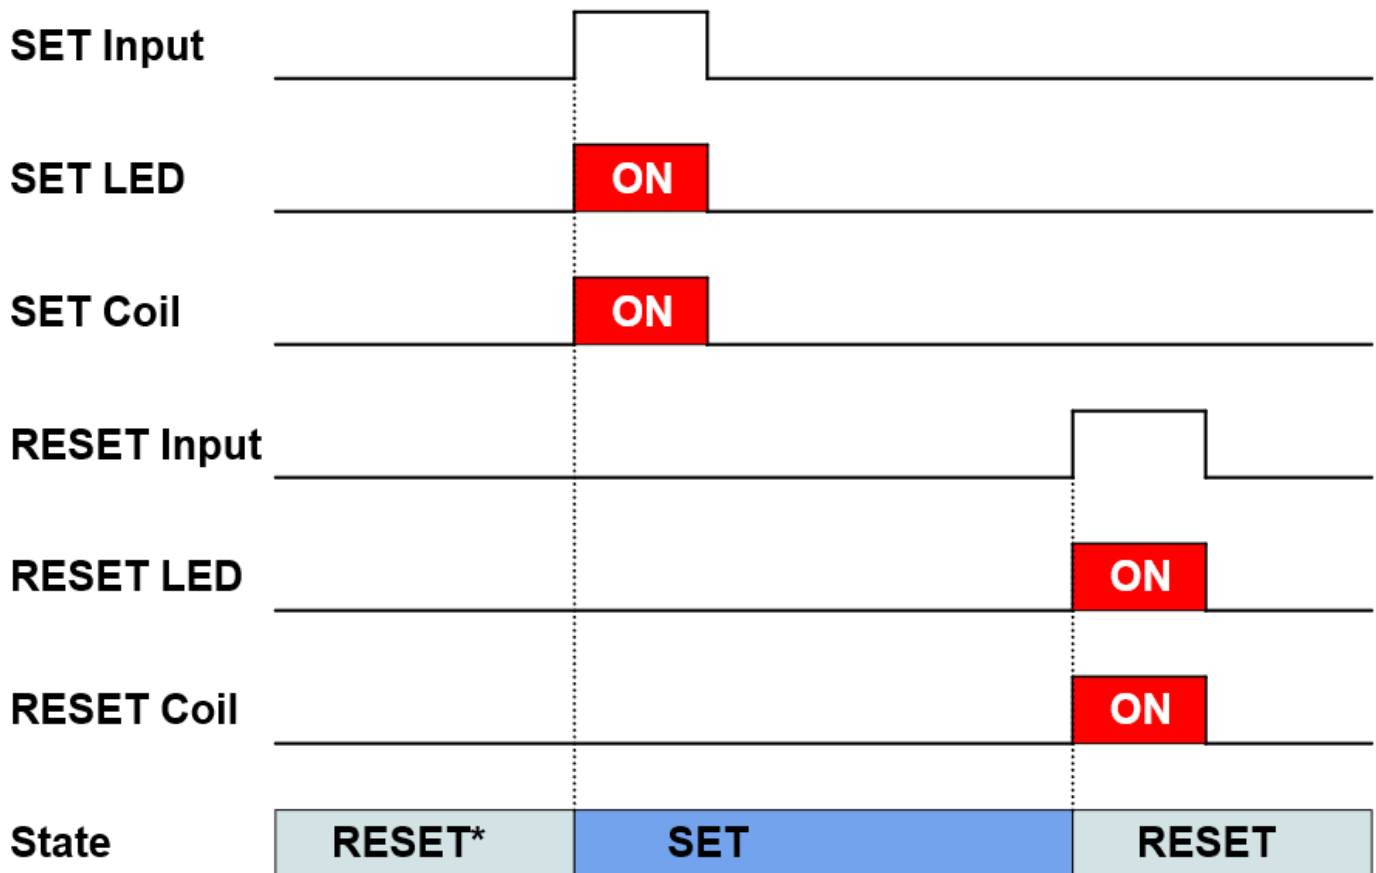 SET Input
SET LED
ON
SET Coil
ON
RESET Input
RESET LED
ON
RESET Coil
ON
State
RESET*
SET
RESET